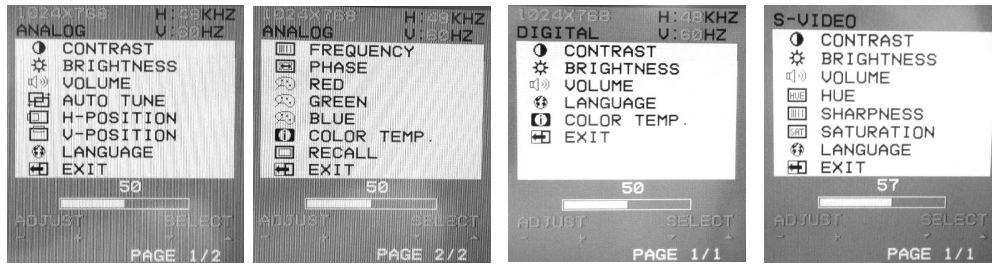 1024X768 H:48KHZ
ANALOG V:60HZ
CONTRAST
BRIGHTNESS
VOLUME
AUTO TUNE
H-POSITION
V-POSITION
LANGUAGE
EXIT
50
ADJUST SELECT
- + ▼ ▲
PAGE 1/2
1024X768 H:48KHZ
ANALOG V:60HZ
FREQUENCY
PHASE
RED
GREEN
BLUE
COLOR TEMP.
RECALL
EXIT
50
ADJUST SELECT
- + ▼ ▲
PAGE 2/2
1024X768 H:48KHZ
DIGITAL V:60HZ
CONTRAST
BRIGHTNESS
VOLUME
LANGUAGE
COLOR TEMP.
EXIT
50
ADJUST SELECT
- + ▼ ▲
PAGE 1/1
S-VIDEO
CONTRAST
BRIGHTNESS
VOLUME
HUE HUE
SHARPNESS
SAT SATURATION
LANGUAGE
EXIT
57
ADJUST SELECT
- + ▼ ▲
PAGE 1/1